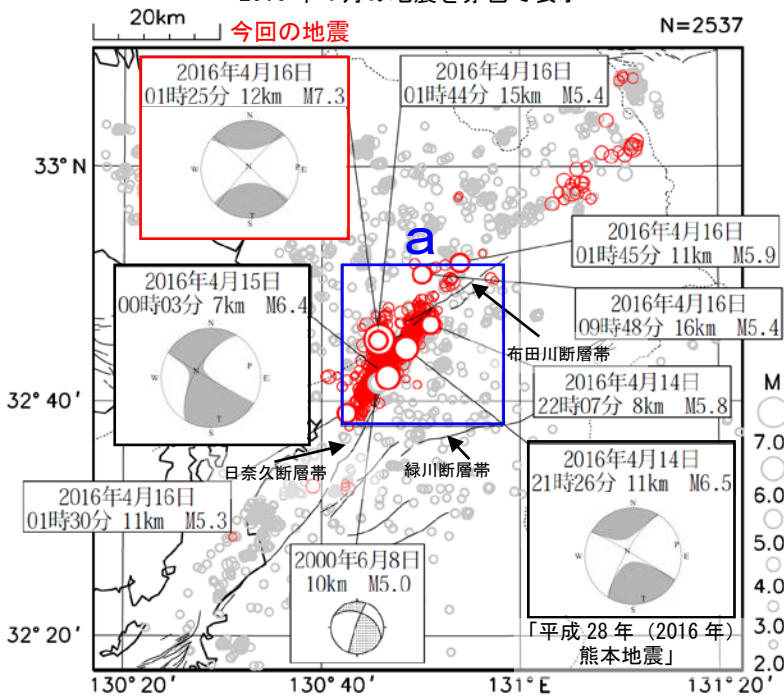 20km
今回の地震
N=2537
2016年4月16日
01時25分 12km M7.3
N
W
N
P
E
T
S
2016年4月16日
01時44分 15km M5.4
33°N
a
2016年4月16日
01時45分 11km M5.9
2016年4月15日
00時03分 7km M6.4
N
P
W
N
E
T
S
2016年4月16日
09時48分 16km M5.4
布田川断層帯
2016年4月14日
22時07分 8km M5.8
32°40'
M
7.0
6.0
5.0
4.0
3.0
2.0
日奈久断層帯
緑川断層帯
2016年4月14日
21時26分 11km M6.5
N
P
W
N
E
T
S
2016年4月16日
01時30分 11km M5.3
2000年6月8日
10km M5.0
「平成 28 年（2016 年）
熊本地震」
32°20'
130°20'
130°40'
131°E
131°20'